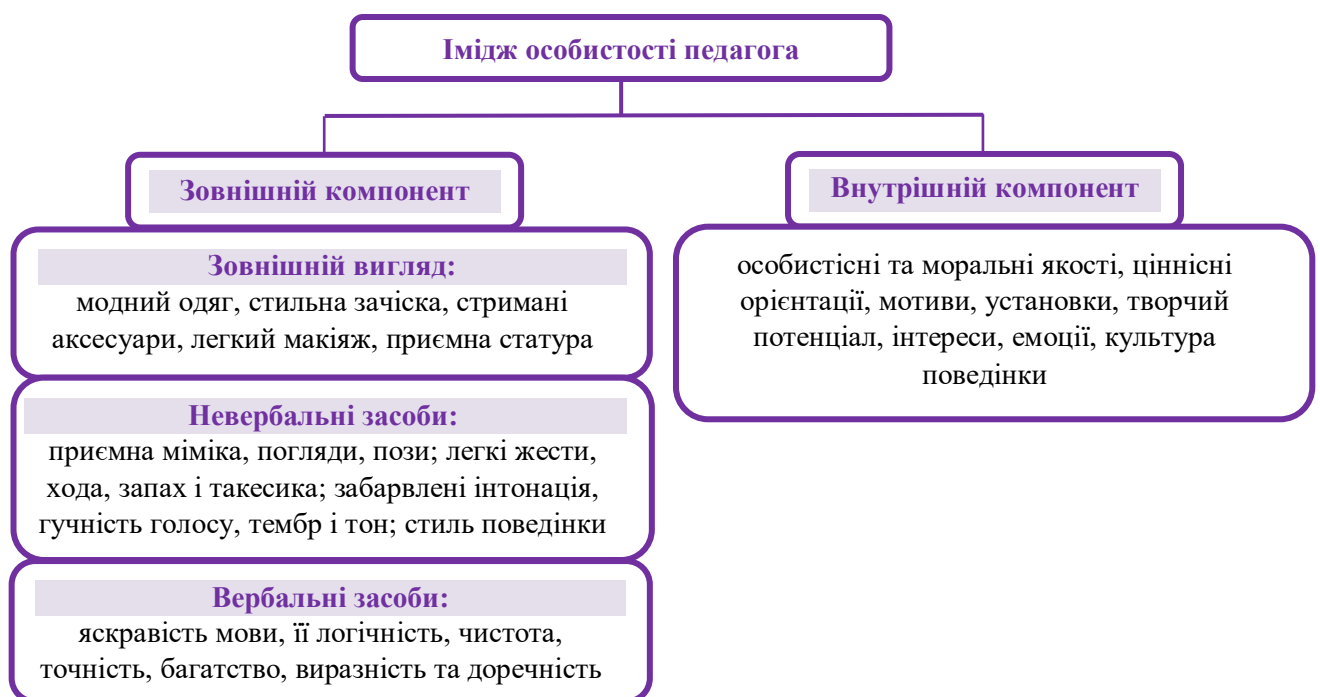 Імідж особистості педагога
Зовнішній компонент
Зовнішній вигляд:
модний одяг, стильна зачіска, стримані
аксесуари, легкий макіяж, приємна статура
Невербальні засоби:
приємна міміка, погляди, пози; легкі жести,
хода, запах і такесика; забарвлені інтонація,
гучність голосу, тембр і тон; стиль поведінки
Вербальні засоби:
яскравість мови, її логічність, чистота,
точність, багатство, виразність та доречність
Внутрішній компонент
особистісні та моральні якості, ціннісні
орієнтації, мотиви, установки, творчий
потенціал, інтереси, емоції, культура
поведінки